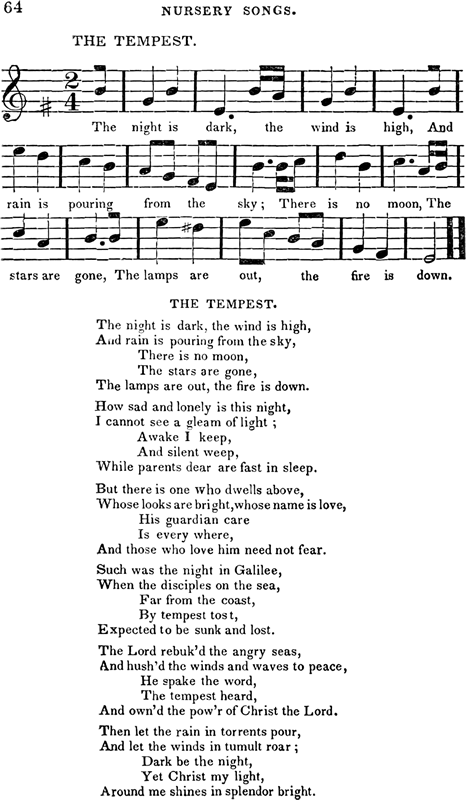 64
NURSERY SONGS.
THE TEMPEST.
2
4
The night is dark, the wind is high, And
rain is pouring from the sky; There is no moon, The
stars are gone, The lamps are out, the fire is down.
THE TEMPEST.
The night is dark, the wind is high,
And rain is pouring from the sky,
There is no moon,
The stars are gone,
The lamps are out, the fire is down.
How sad and lonely is this night,
I cannot see a gleam of light;
Awake I keep,
And silent weep,
While parents dear are fast in sleep.
But there is one who dwells above,
Whose looks are bright, whose name is love,
His guardian care
Is every where,
And those who love him need not fear.
Such was the night in Galilee,
When the disciples on the sea,
Far from the coast,
By tempest tost,
Expected to be sunk and lost.
The Lord rebuk'd the angry seas,
And hush'd the winds and waves to peace,
He spake the word,
The tempest heard,
And own'd the pow'r of Christ the Lord.
Then let the rain in torrents pour,
And let the winds in tumult roar;
Dark be the night,
Yet Christ my light,
Around me shines in splendor bright.